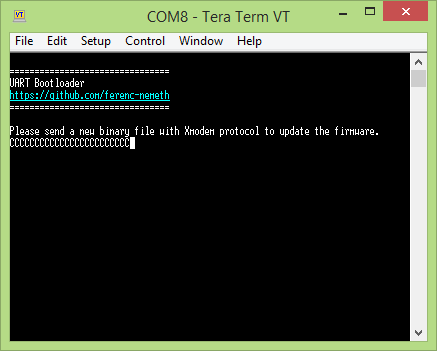 COM8 - Tera Term VT
File Edit Setup Control Window Help
================================
UART Bootloader
https://github.com/ferenc-nemeth
================================
Please send a new binary file with Xmodem protocol to update the firmware.
CCCCCCCCCCCCCCCCCCCCCCCC